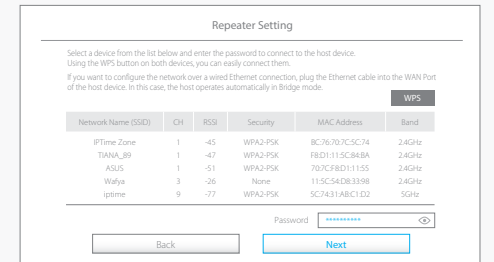 Repeater Setting
Select a device from the list below and enter the password to connect to the host device.
Using the WPS button on both devices, you can easily connect them.
If you want to configure the network over a wired Ethernet connection, plug the Ethernet cable into the WAN Port
of the host device. In this case, the host operates automatically in Bridge mode.
WPS
Network Name (SSID) CH RSSI Security MAC Address Band
IPTime Zone 1 -45 WPA2-PSK BC:76:70:7C:5C:74 2.4GHz
TIANA_89 1 -47 WPA2-PSK F8:D1:11:5C:84:BA 2.4GHz
ASUS 1 -51 WPA2-PSK 70:7C:F8:D1:11:55 2.4GHz
Wafya 3 -26 None 11:5C:54:D8:33:98 2.4GHz
iptime 9 -77 WPA2-PSK 5C:74:31:A8:C1:D2 5GHz
Password **********
Back Next